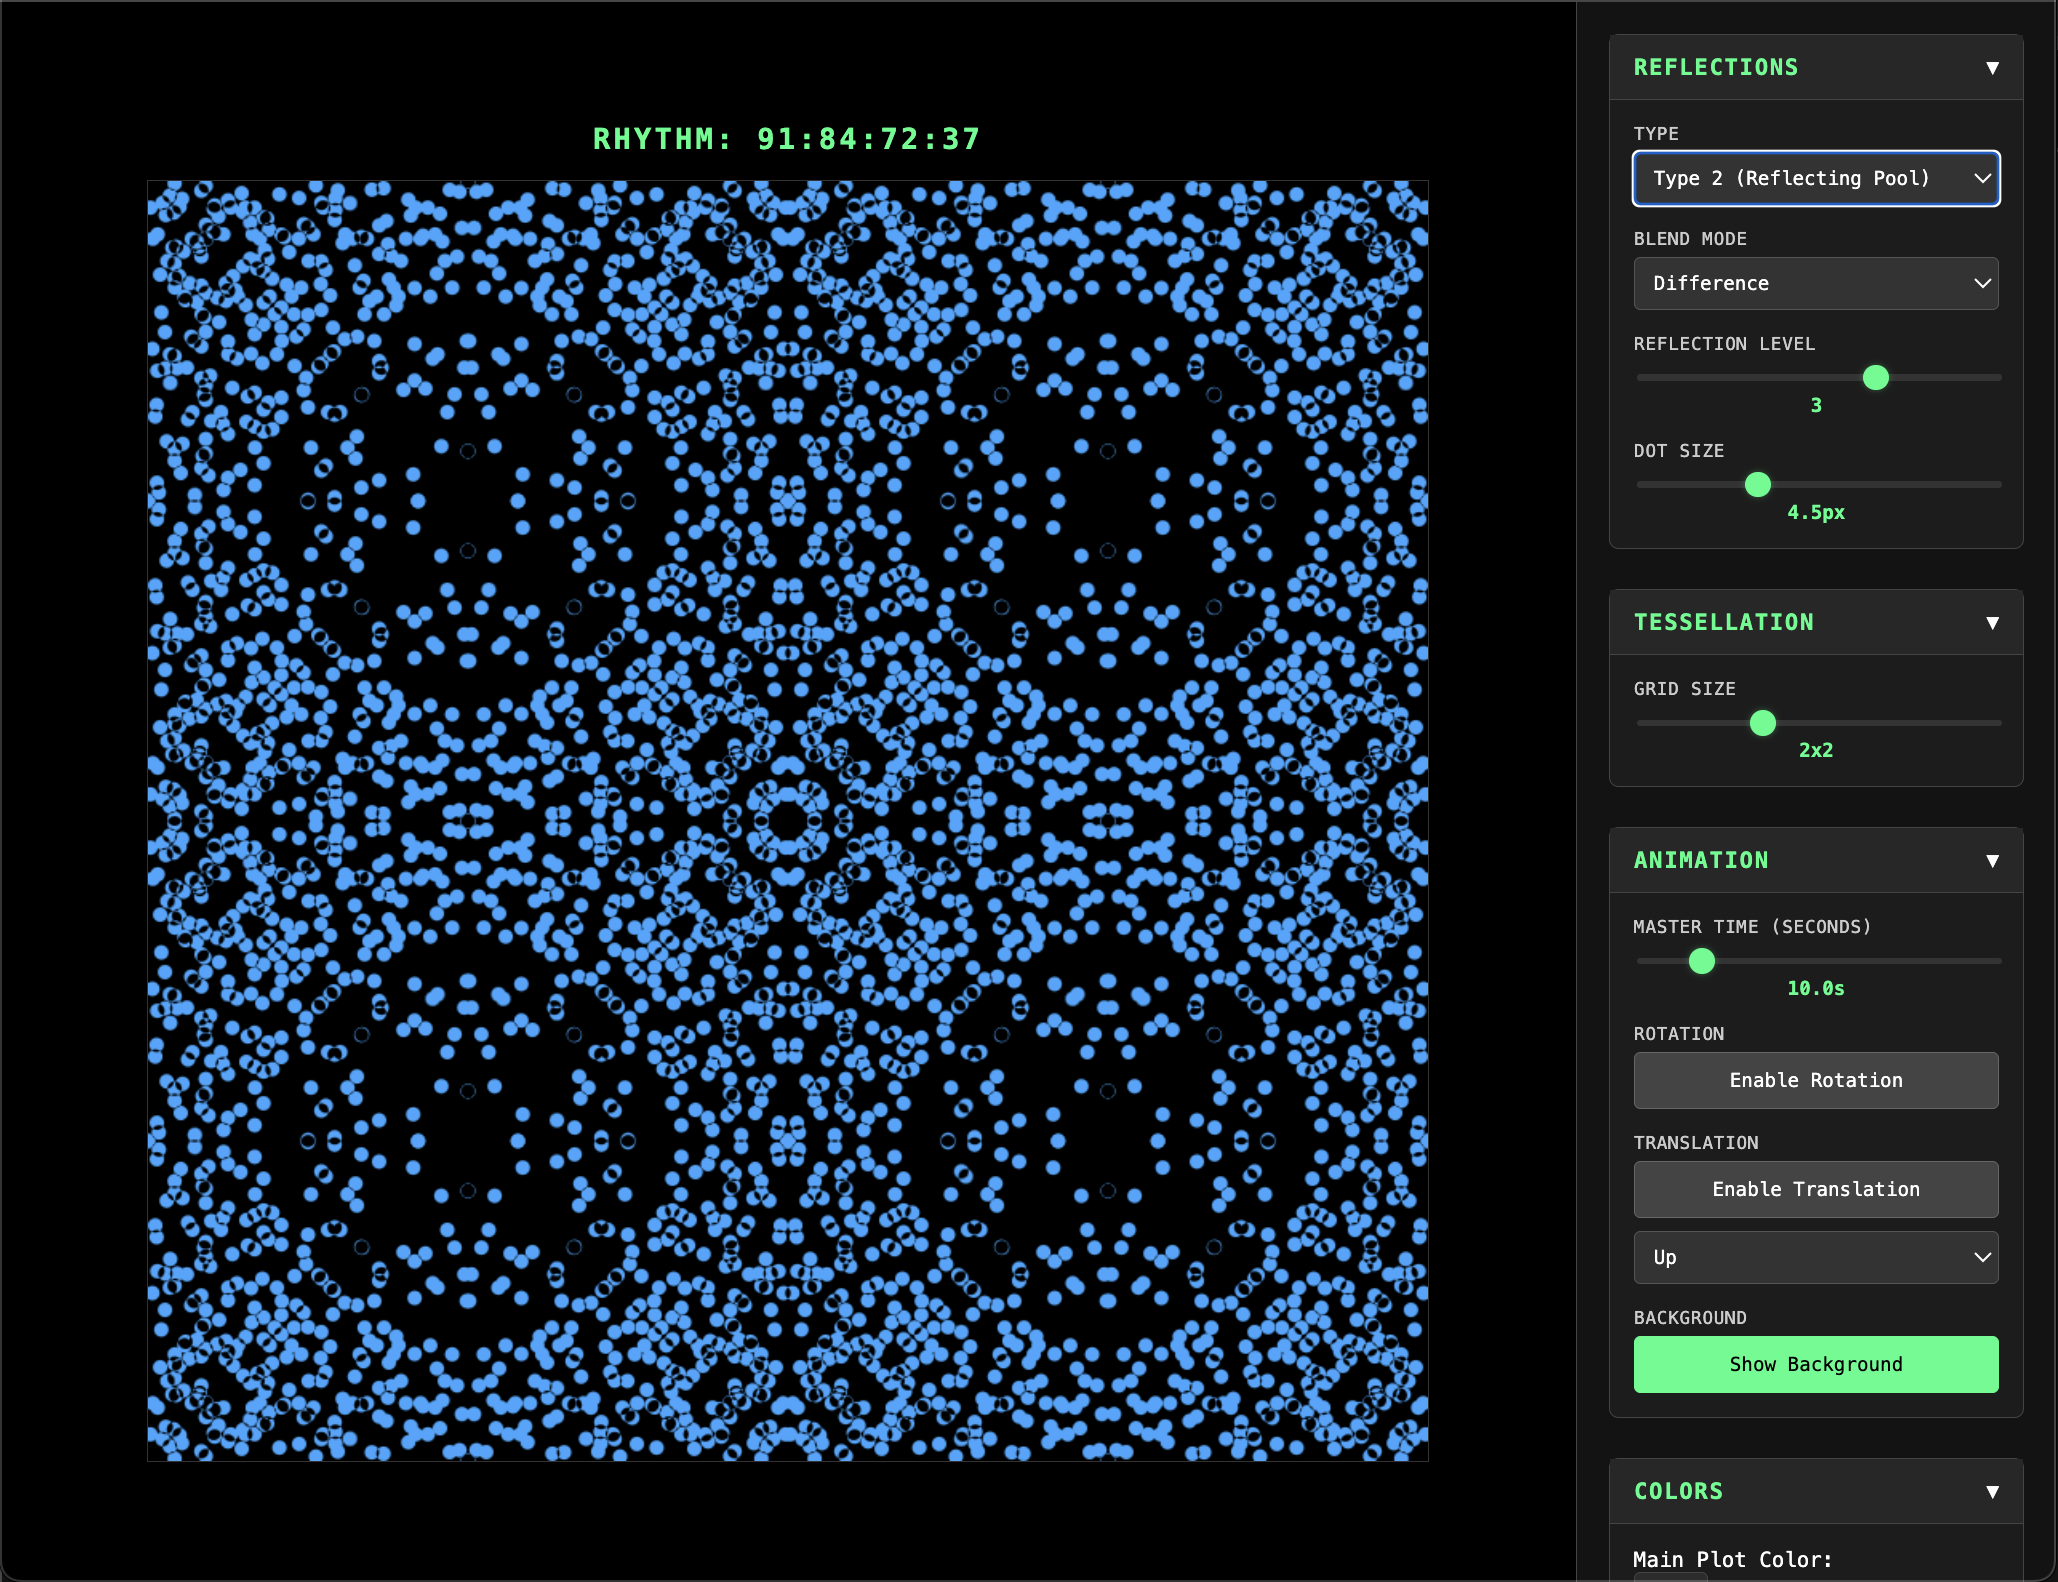 RHYTHM: 91:84:72:37
REFLECTIONS ▼
TYPE
Type 2 (Reflecting Pool)
BLEND MODE
Difference
REFLECTION LEVEL
3
DOT SIZE
4.5px
TESSELLATION ▼
GRID SIZE
2x2
ANIMATION ▼
MASTER TIME (SECONDS)
10.0s
ROTATION
Enable Rotation
TRANSLATION
Enable Translation
Up
BACKGROUND
Show Background
COLORS ▼
Main Plot Color: